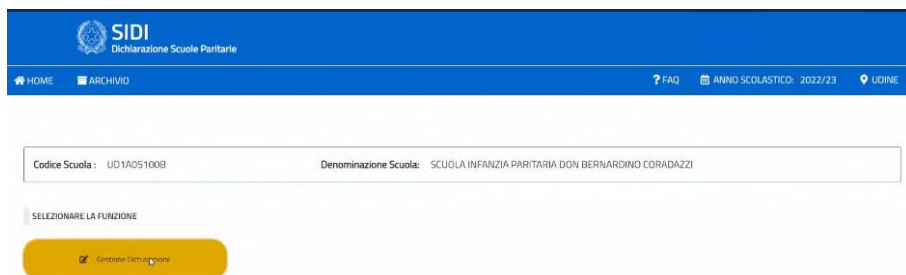 SIDI
Dichiarazione Scuole Paritarie
HOME ARCHIVIO ? FAQ ANNO SCOLASTICO: 2022/23 UDINE
Codice Scuola : UD1A05100B Denominazione Scuola: SCUOLA INFANZIA PARITARIA DON BERNARDINO CORADAZZI
SELEZIONARE LA FUNZIONE
Gestione Dichiarazione